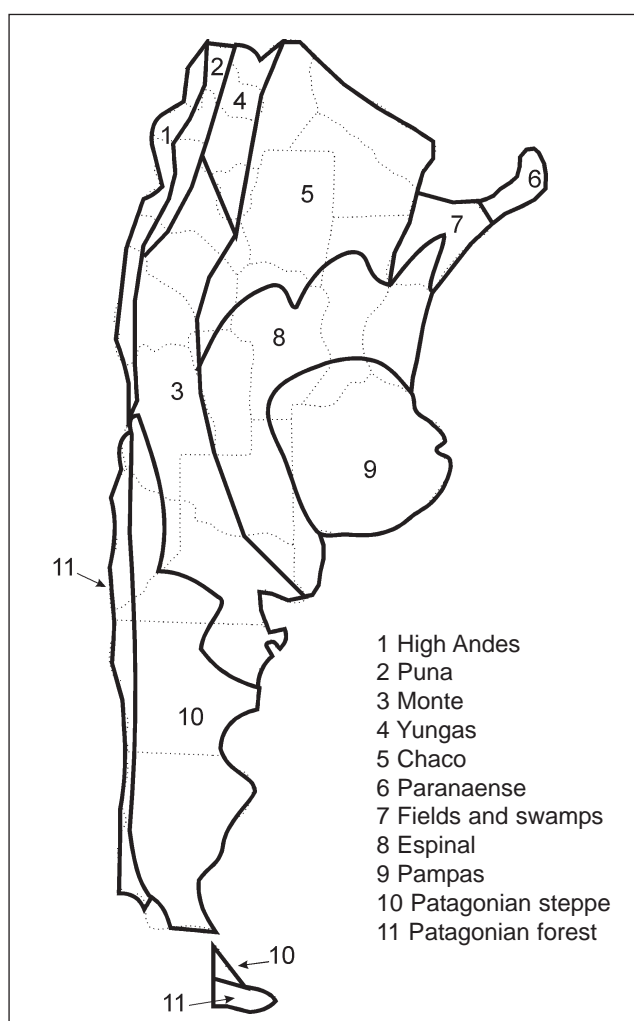 2
4
1
5
6
7
8
3
9
11
10
1 High Andes
2 Puna
3 Monte
4 Yungas
5 Chaco
6 Paranaense
7 Fields and swamps
8 Espinal
9 Pampas
10 Patagonian steppe
11 Patagonian forest
10
11